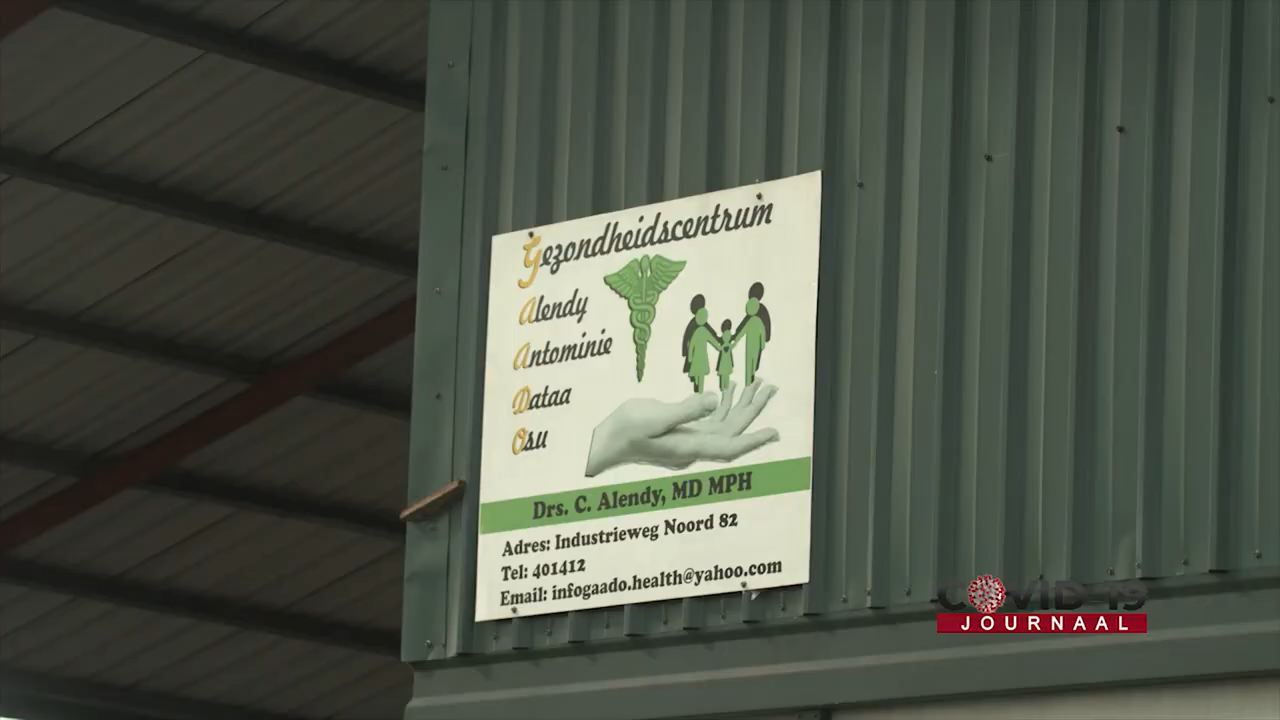 Gezondheidscentrum
Alendy
Antominie
Dataa
Osu
Drs. C. Alendy, MD MPH
Adres: Industrieweg Noord 82
Tel: 401412
Email: infogaado.health@yahoo.com
COVID-19
JOURNAAL